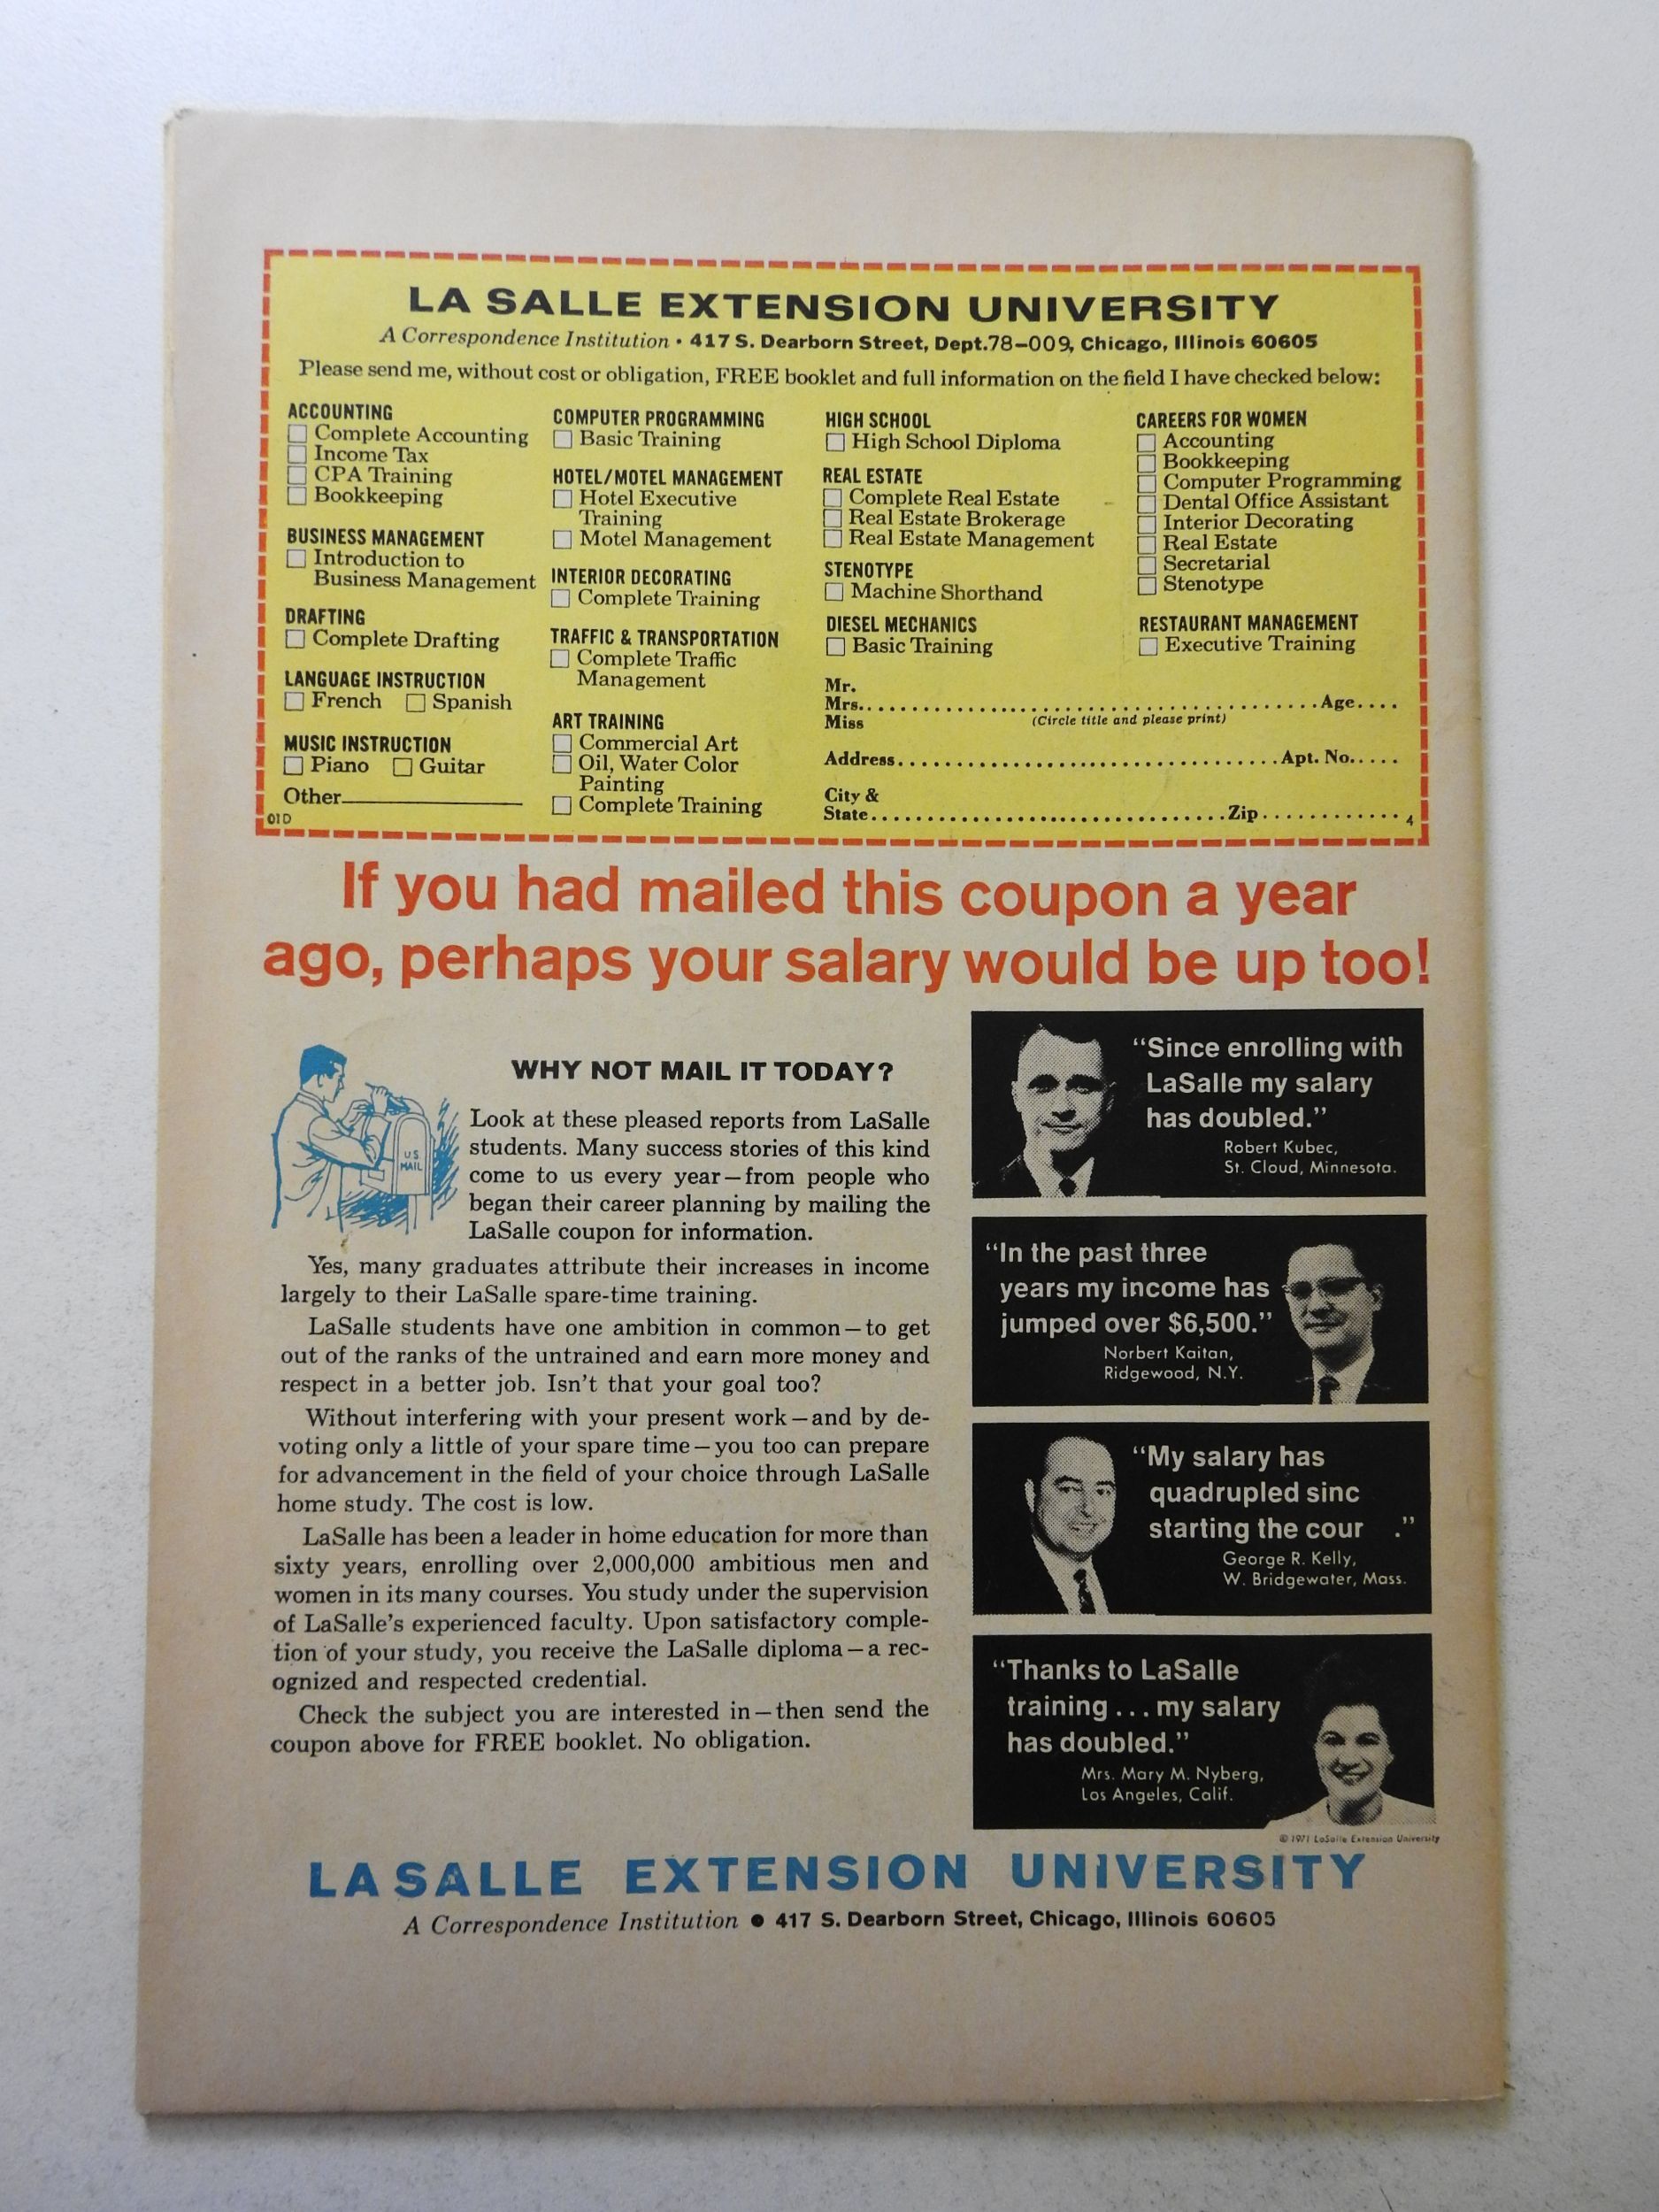 LA SALLE EXTENSION UNIVERSITY
A Correspondence Institution • 417 S. Dearborn Street, Dept.78-009, Chicago, Illinois 60605
Please send me, without cost or obligation, FREE booklet and full information on the field I have checked below:
ACCOUNTING
Complete Accounting
Income Tax
CPA Training
Bookkeeping
BUSINESS MANAGEMENT
Introduction to
Business Management
DRAFTING
Complete Drafting
LANGUAGE INSTRUCTION
French Spanish
MUSIC INSTRUCTION
Piano Guitar
Other
01D
COMPUTER PROGRAMMING
Basic Training
HOTEL/MOTEL MANAGEMENT
Hotel Executive
Training
Motel Management
INTERIOR DECORATING
Complete Training
TRAFFIC & TRANSPORTATION
Complete Traffic
Management
ART TRAINING
Commercial Art
Oil, Water Color
Painting
Complete Training
HIGH SCHOOL
High School Diploma
REAL ESTATE
Complete Real Estate
Real Estate Brokerage
Real Estate Management
STENOTYPE
Machine Shorthand
DIESEL MECHANICS
Basic Training
CAREERS FOR WOMEN
Accounting
Bookkeeping
Computer Programming
Dental Office Assistant
Interior Decorating
Real Estate
Secretarial
Stenotype
RESTAURANT MANAGEMENT
Executive Training
Mr.
Mrs. Age
Miss (Circle title and please print)
Address Apt. No.
City &
State Zip 4
If you had mailed this coupon a year
ago, perhaps your salary would be up too!
WHY NOT MAIL IT TODAY?
U.S.
MAIL
Look at these pleased reports from LaSalle
students. Many success stories of this kind
come to us every year—from people who
began their career planning by mailing the
LaSalle coupon for information.
Yes, many graduates attribute their increases in income
largely to their LaSalle spare-time training.
LaSalle students have one ambition in common—to get
out of the ranks of the untrained and earn more money and
respect in a better job. Isn't that your goal too?
Without interfering with your present work—and by de-
voting only a little of your spare time—you too can prepare
for advancement in the field of your choice through LaSalle
home study. The cost is low.
LaSalle has been a leader in home education for more than
sixty years, enrolling over 2,000,000 ambitious men and
women in its many courses. You study under the supervision
of LaSalle's experienced faculty. Upon satisfactory comple-
tion of your study, you receive the LaSalle diploma—a rec-
ognized and respected credential.
Check the subject you are interested in—then send the
coupon above for FREE booklet. No obligation.
"Since enrolling with
LaSalle my salary
has doubled."
Robert Kubec,
St. Cloud, Minnesota.
"In the past three
years my income has
jumped over $6,500."
Norbert Kaitan,
Ridgewood, N.Y.
"My salary has
quadrupled sinc
starting the cour ."
George R. Kelly,
W. Bridgewater, Mass.
"Thanks to LaSalle
training ... my salary
has doubled."
Mrs. Mary M. Nyberg,
Los Angeles, Calif.
© 1971 LaSalle Extension University
LA SALLE EXTENSION UNIVERSITY
A Correspondence Institution • 417 S. Dearborn Street, Chicago, Illinois 60605